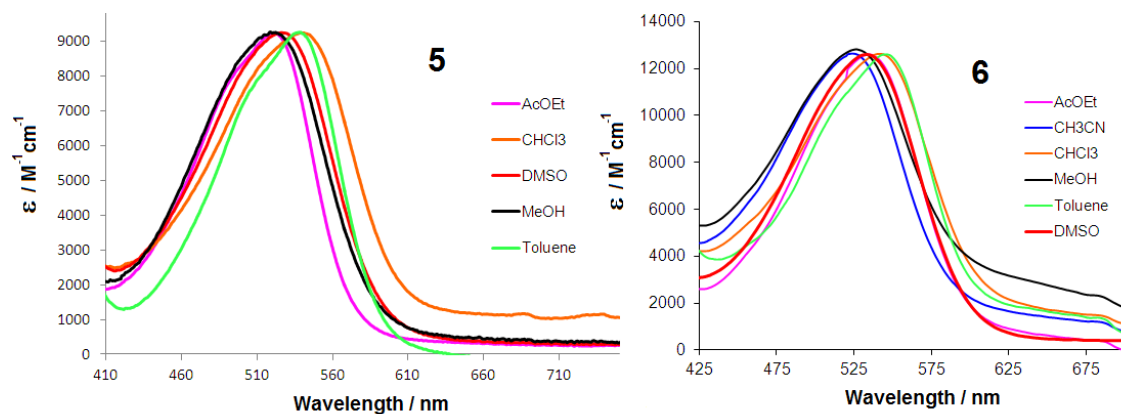 5
9000
8000
7000
6000
5000
4000
3000
2000
1000
0
ε / M⁻¹cm⁻¹
410 460 510 560 610 660 710
Wavelength / nm
AcOEt
CHCl3
DMSO
MeOH
Toluene
6
14000
12000
10000
8000
6000
4000
2000
0
ε / M⁻¹cm⁻¹
425 475 525 575 625 675
Wavelength / nm
AcOEt
CH3CN
CHCl3
MeOH
Toluene
DMSO